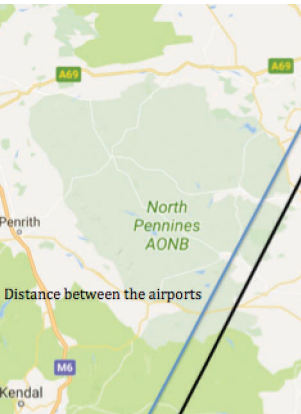 A69
A69
North
Pennines
AONB
Penrith
Distance between the airports
M6
Kendal